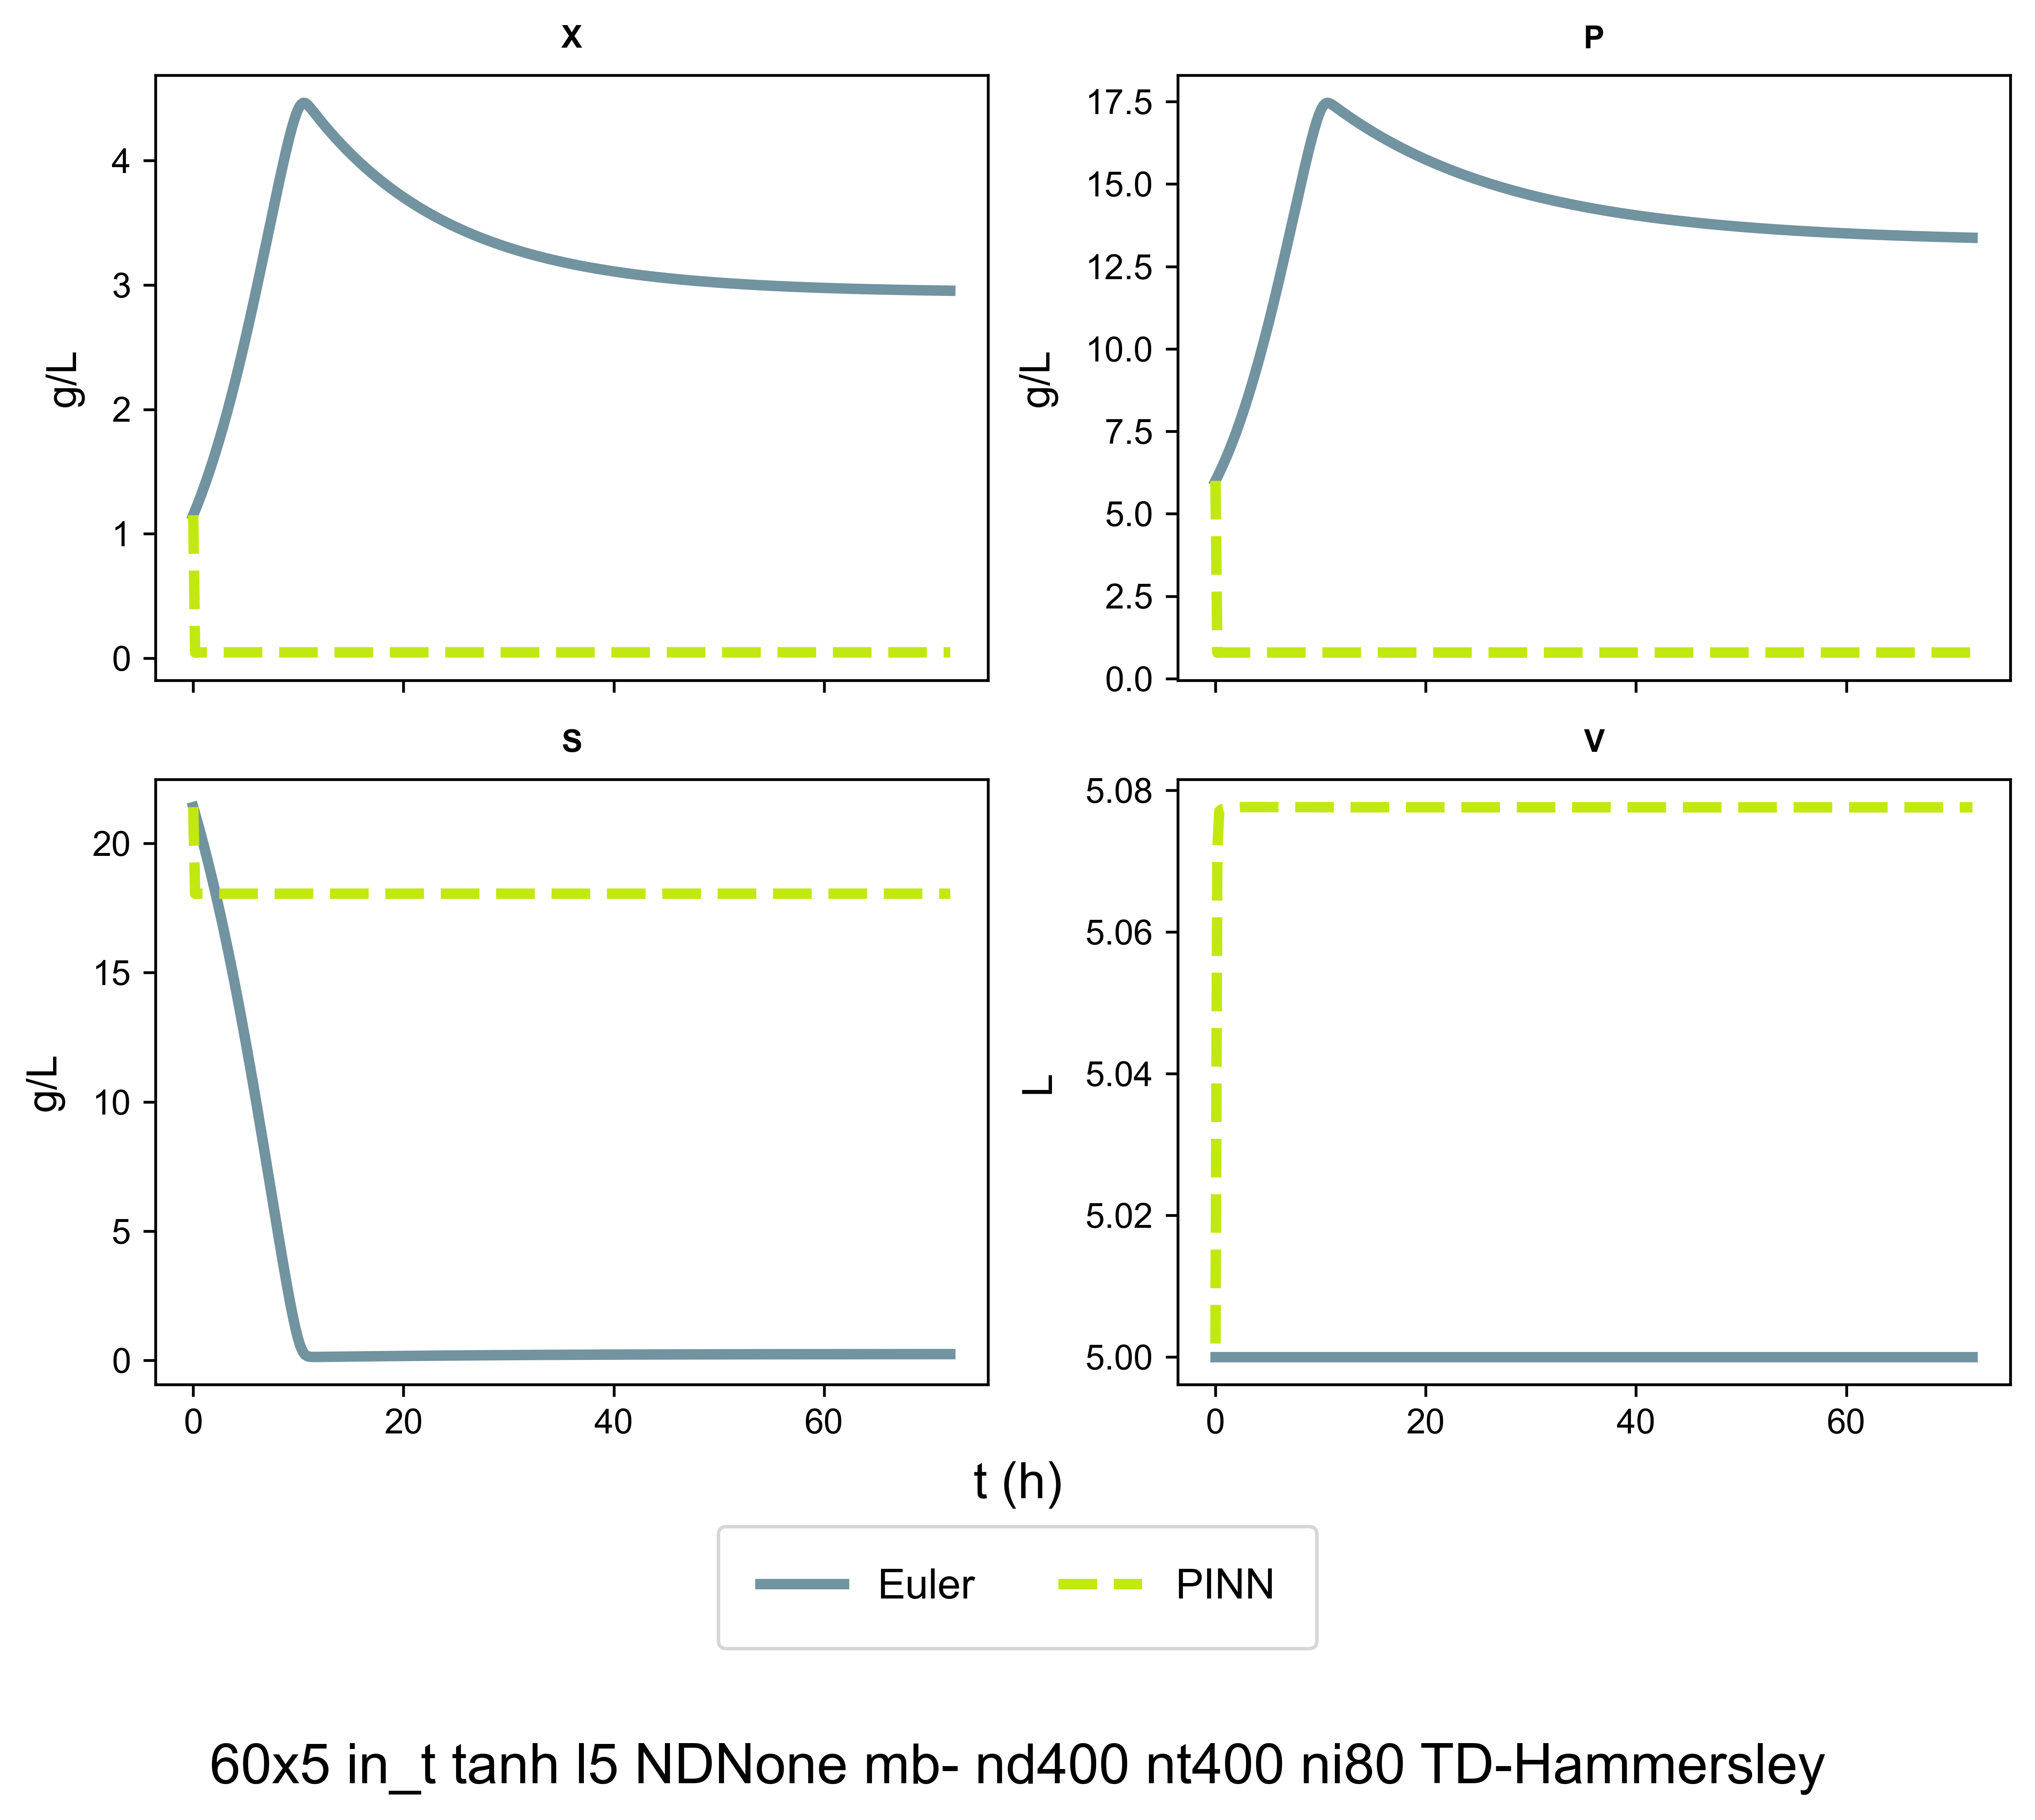 X
4
3
2
1
0
g/L
P
17.5
15.0
12.5
10.0
7.5
5.0
2.5
0.0
g/L
S
20
15
10
5
0
g/L
0 20 40 60
V
5.08
5.06
5.04
5.02
5.00
L
0 20 40 60
t (h)
Euler PINN
60x5 in_t tanh l5 NDNone mb- nd400 nt400 ni80 TD-Hammersley